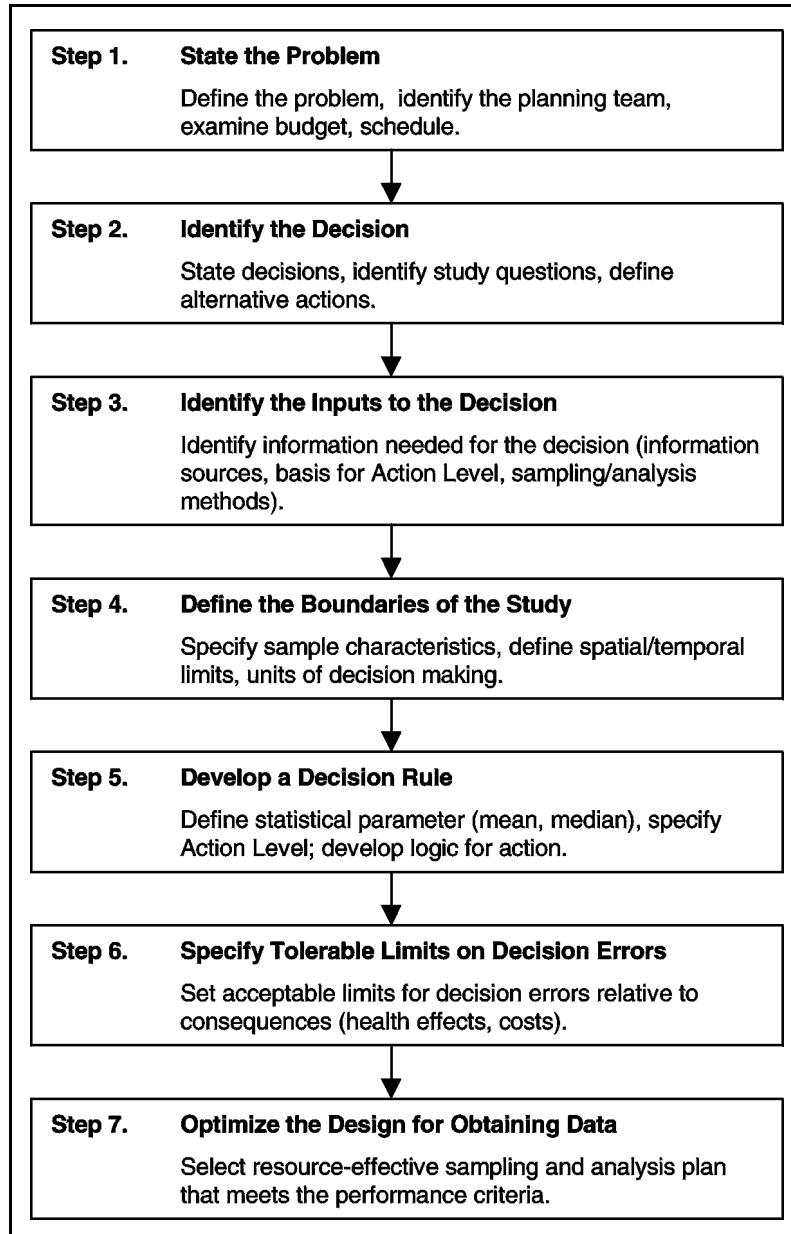 Step 1. State the Problem
Define the problem, identify the planning team,
examine budget, schedule.
Step 2. Identify the Decision
State decisions, identify study questions, define
alternative actions.
Step 3. Identify the Inputs to the Decision
Identify information needed for the decision (information
sources, basis for Action Level, sampling/analysis
methods).
Step 4. Define the Boundaries of the Study
Specify sample characteristics, define spatial/temporal
limits, units of decision making.
Step 5. Develop a Decision Rule
Define statistical parameter (mean, median), specify
Action Level; develop logic for action.
Step 6. Specify Tolerable Limits on Decision Errors
Set acceptable limits for decision errors relative to
consequences (health effects, costs).
Step 7. Optimize the Design for Obtaining Data
Select resource-effective sampling and analysis plan
that meets the performance criteria.